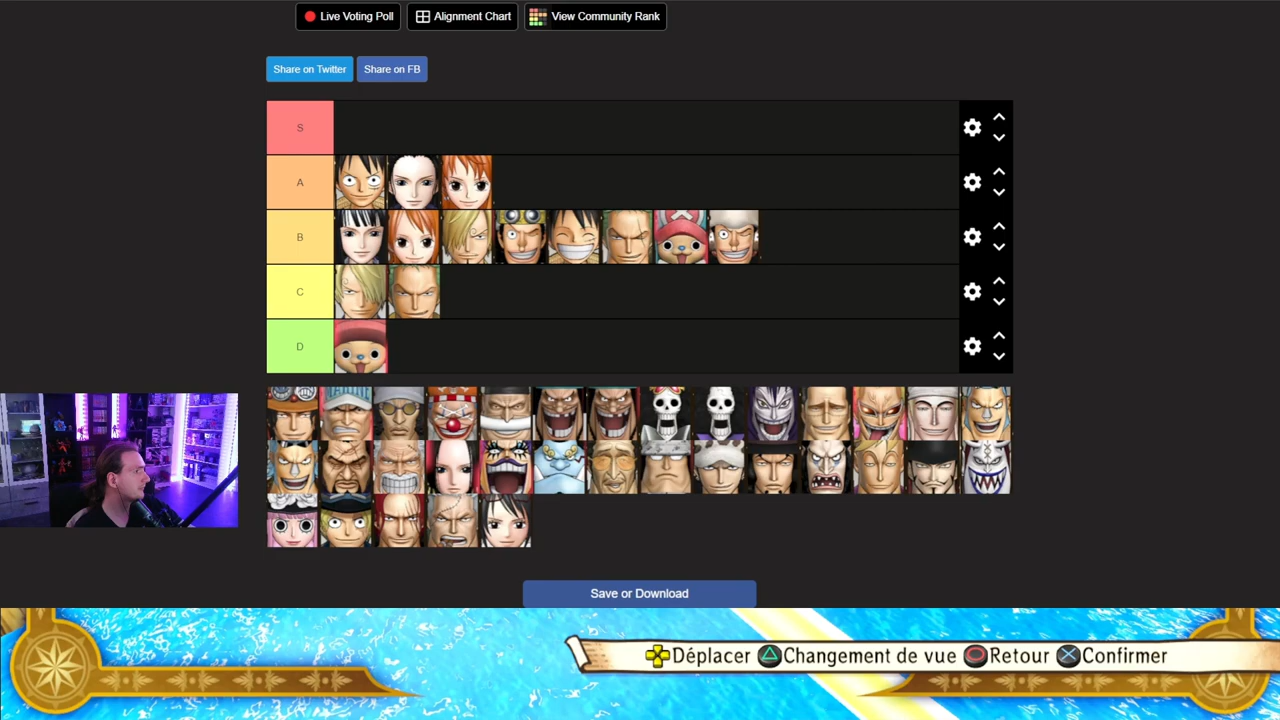 Live Voting Poll Alignment Chart View Community Rank
Share on Twitter Share on FB
S
A
B
C
D
Save or Download
Déplacer Changement de vue Retour Confirmer